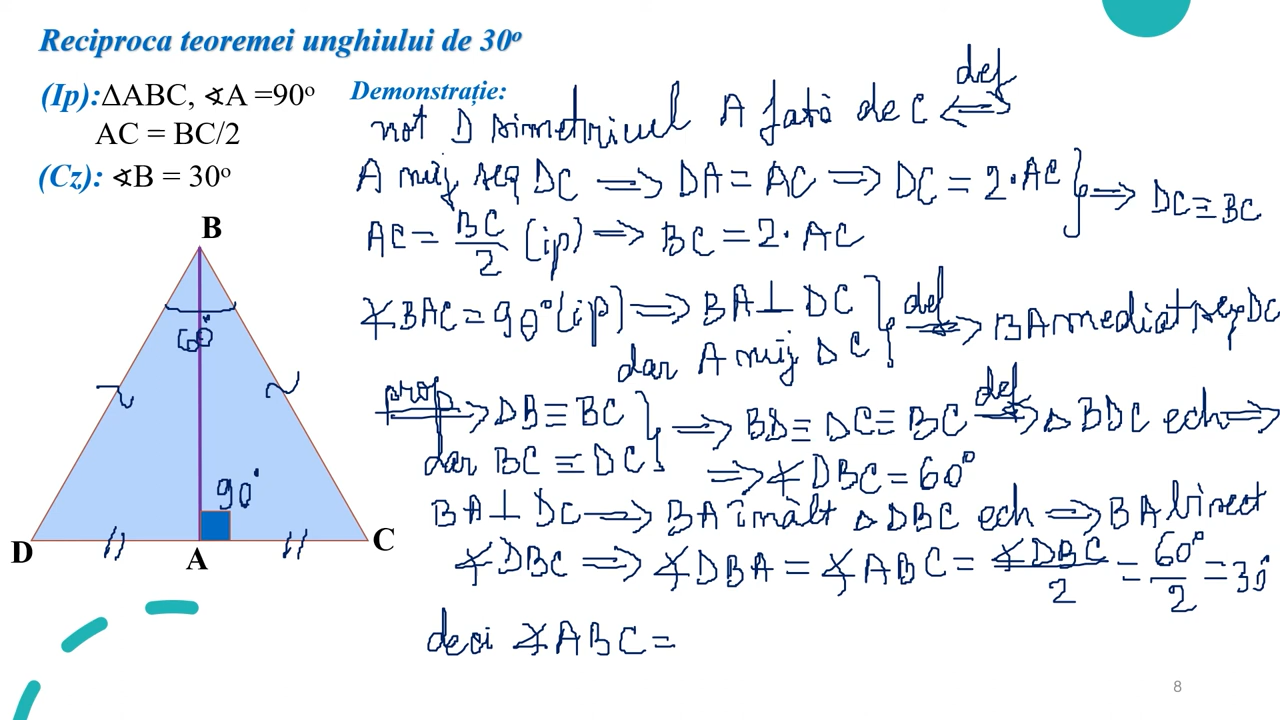 Reciproca teoremei unghiului de 30°
(Ip):ΔABC, ∢A =90°
AC = BC/2
(Cz): ∢B = 30°
Demonstrație:
not D simetricul A față de C <=> def
A mij seg DC => DA = AC => DC = 2·AC } => DC ≡ BC
AC = BC/2 (ip) => BC = 2·AC
∢BAC = 90° (ip) => BA ⊥ DC } def => BA mediat seg DC
dar A mij DC
prop => DB ≡ BC } => BD ≡ DC ≡ BC def => Δ BDC ech =>
dar BC ≡ DC
=> ∢DBC = 60°
BA ⊥ DC => BA înălt Δ DBC ech => BA bisect
∢DBC => ∢DBA = ∢ABC = ∢DBC/2 = 60°/2 = 30°
deci ∢ABC =
B
60°
90°
D
A
C
8